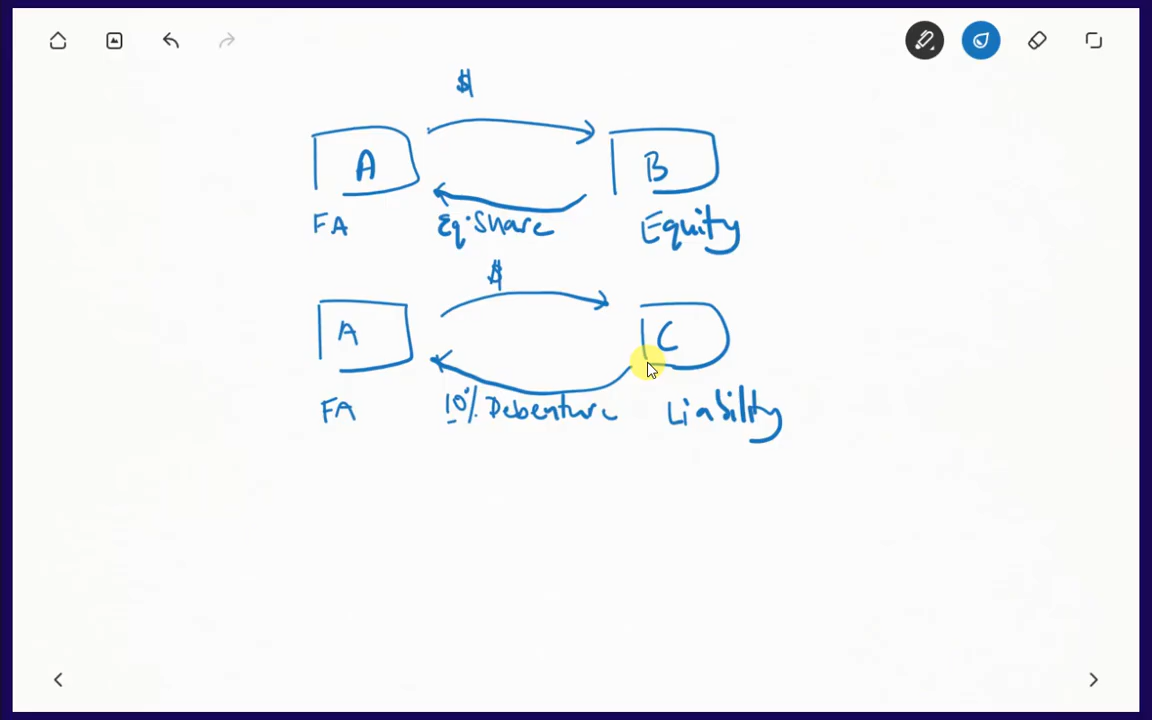 $
A B
FA Eq. Share Equity
$
A C
FA 10% Debenture Liability